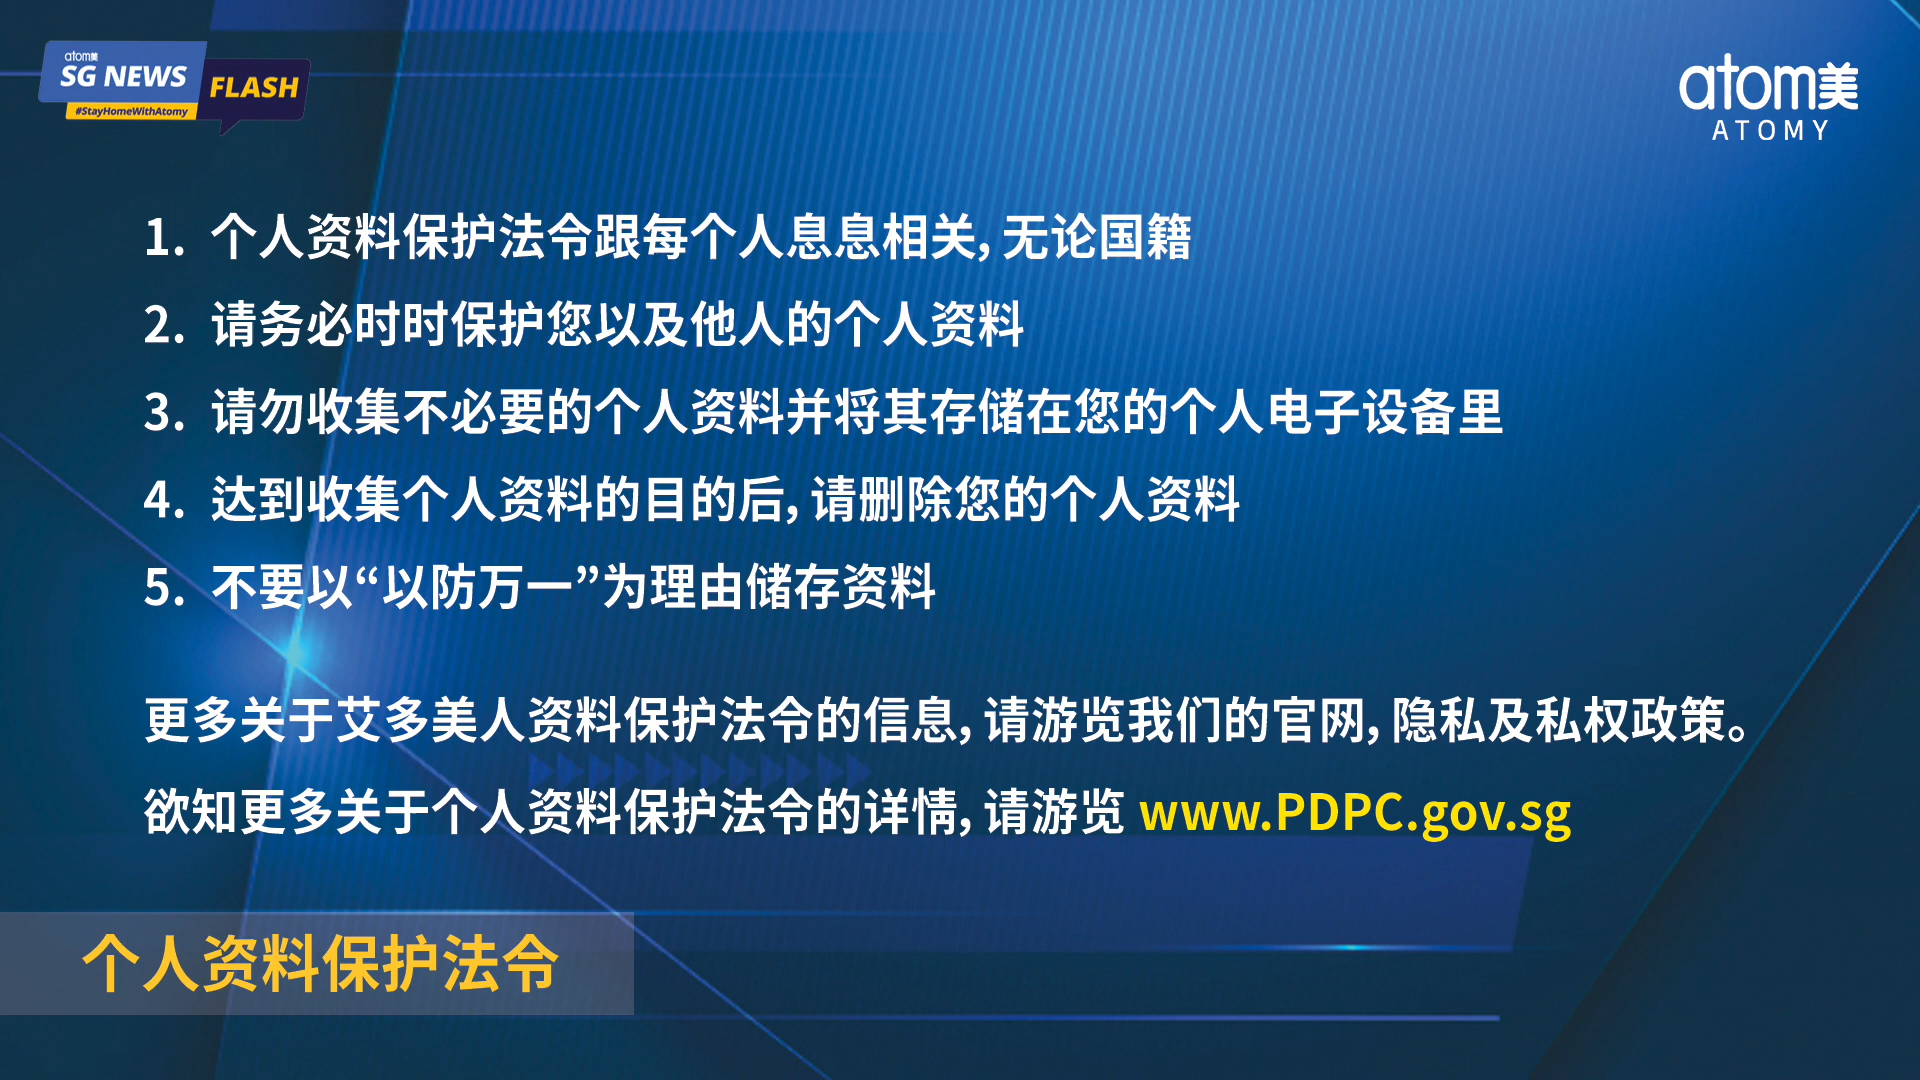 atom美
SG NEWS
FLASH
#StayHomeWithAtomy
atom美
ATOMY
1. 个人资料保护法令跟每个人息息相关, 无论国籍
2. 请务必时时保护您以及他人的个人资料
3. 请勿收集不必要的个人资料并将其存储在您的个人电子设备里
4. 达到收集个人资料的目的后, 请删除您的个人资料
5. 不要以“以防万一”为理由储存资料
更多关于艾多美人资料保护法令的信息, 请游览我们的官网, 隐私及私权政策。
欲知更多关于个人资料保护法令的详情, 请游览 www.PDPC.gov.sg
个人资料保护法令